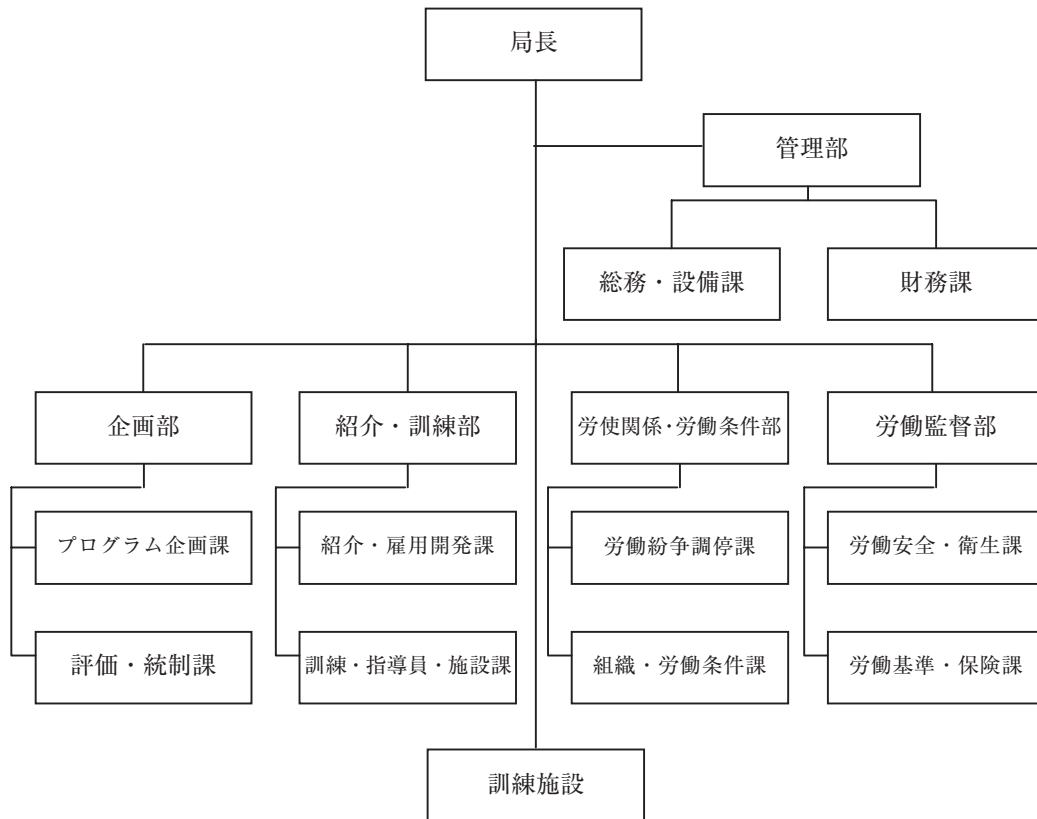 局長
管理部
総務・設備課
財務課
企画部
紹介・訓練部
労使関係・労働条件部
労働監督部
プログラム企画課
紹介・雇用開発課
労働紛争調停課
労働安全・衛生課
評価・統制課
訓練・指導員・施設課
組織・労働条件課
労働基準・保険課
訓練施設